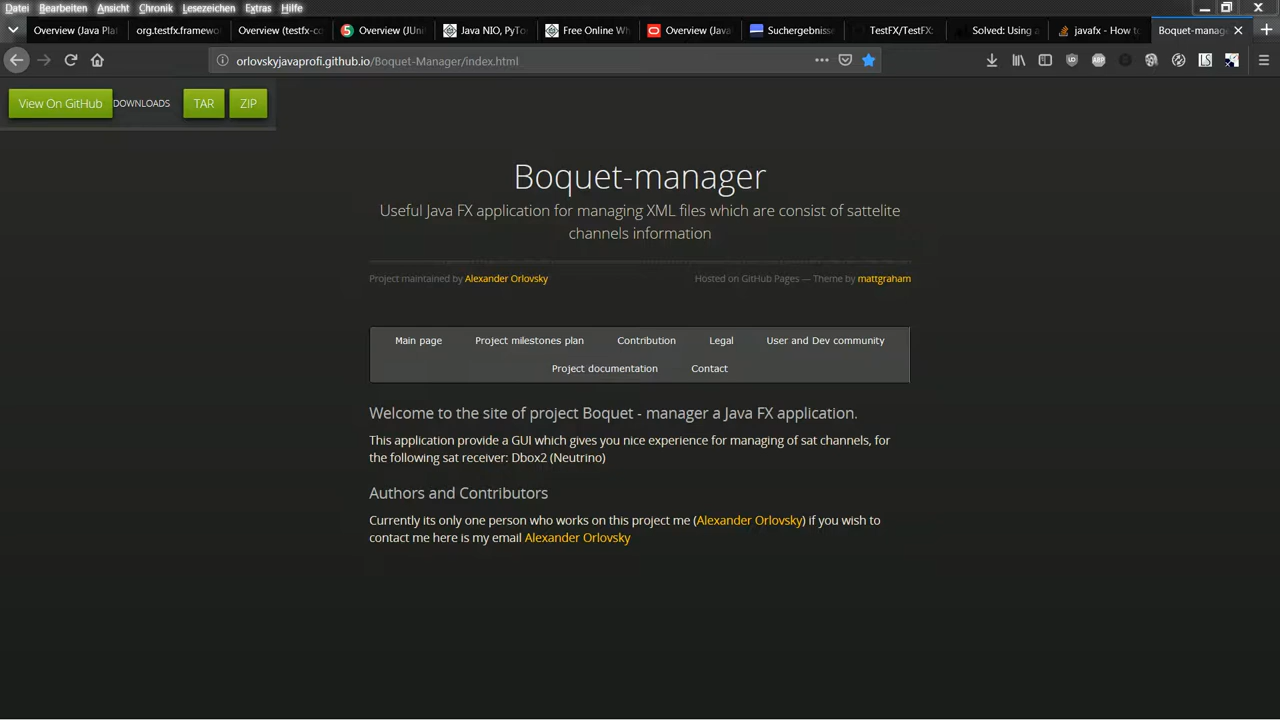 Datei Bearbeiten Ansicht Chronik Lesezeichen Extras Hilfe
Overview (Java Plat org.testfx.framewo Overview (testfx-co Overview (JUni Java NIO, PyTo Free Online Wh Overview (Java Suchergebnisse TestFX/TestFX: Solved: Using a javafx - How to Boquet-manage
orlovskyjavaprofi.github.io/Boquet-Manager/index.html
View On GitHub DOWNLOADS TAR ZIP
Boquet-manager
Useful Java FX application for managing XML files which are consist of sattelite
channels information
Project maintained by Alexander Orlovsky Hosted on GitHub Pages — Theme by mattgraham
Main page Project milestones plan Contribution Legal User and Dev community
Project documentation Contact
Welcome to the site of project Boquet - manager a Java FX application.
This application provide a GUI which gives you nice experience for managing of sat channels, for
the following sat receiver: Dbox2 (Neutrino)
Authors and Contributors
Currently its only one person who works on this project me (Alexander Orlovsky) if you wish to
contact me here is my email Alexander Orlovsky